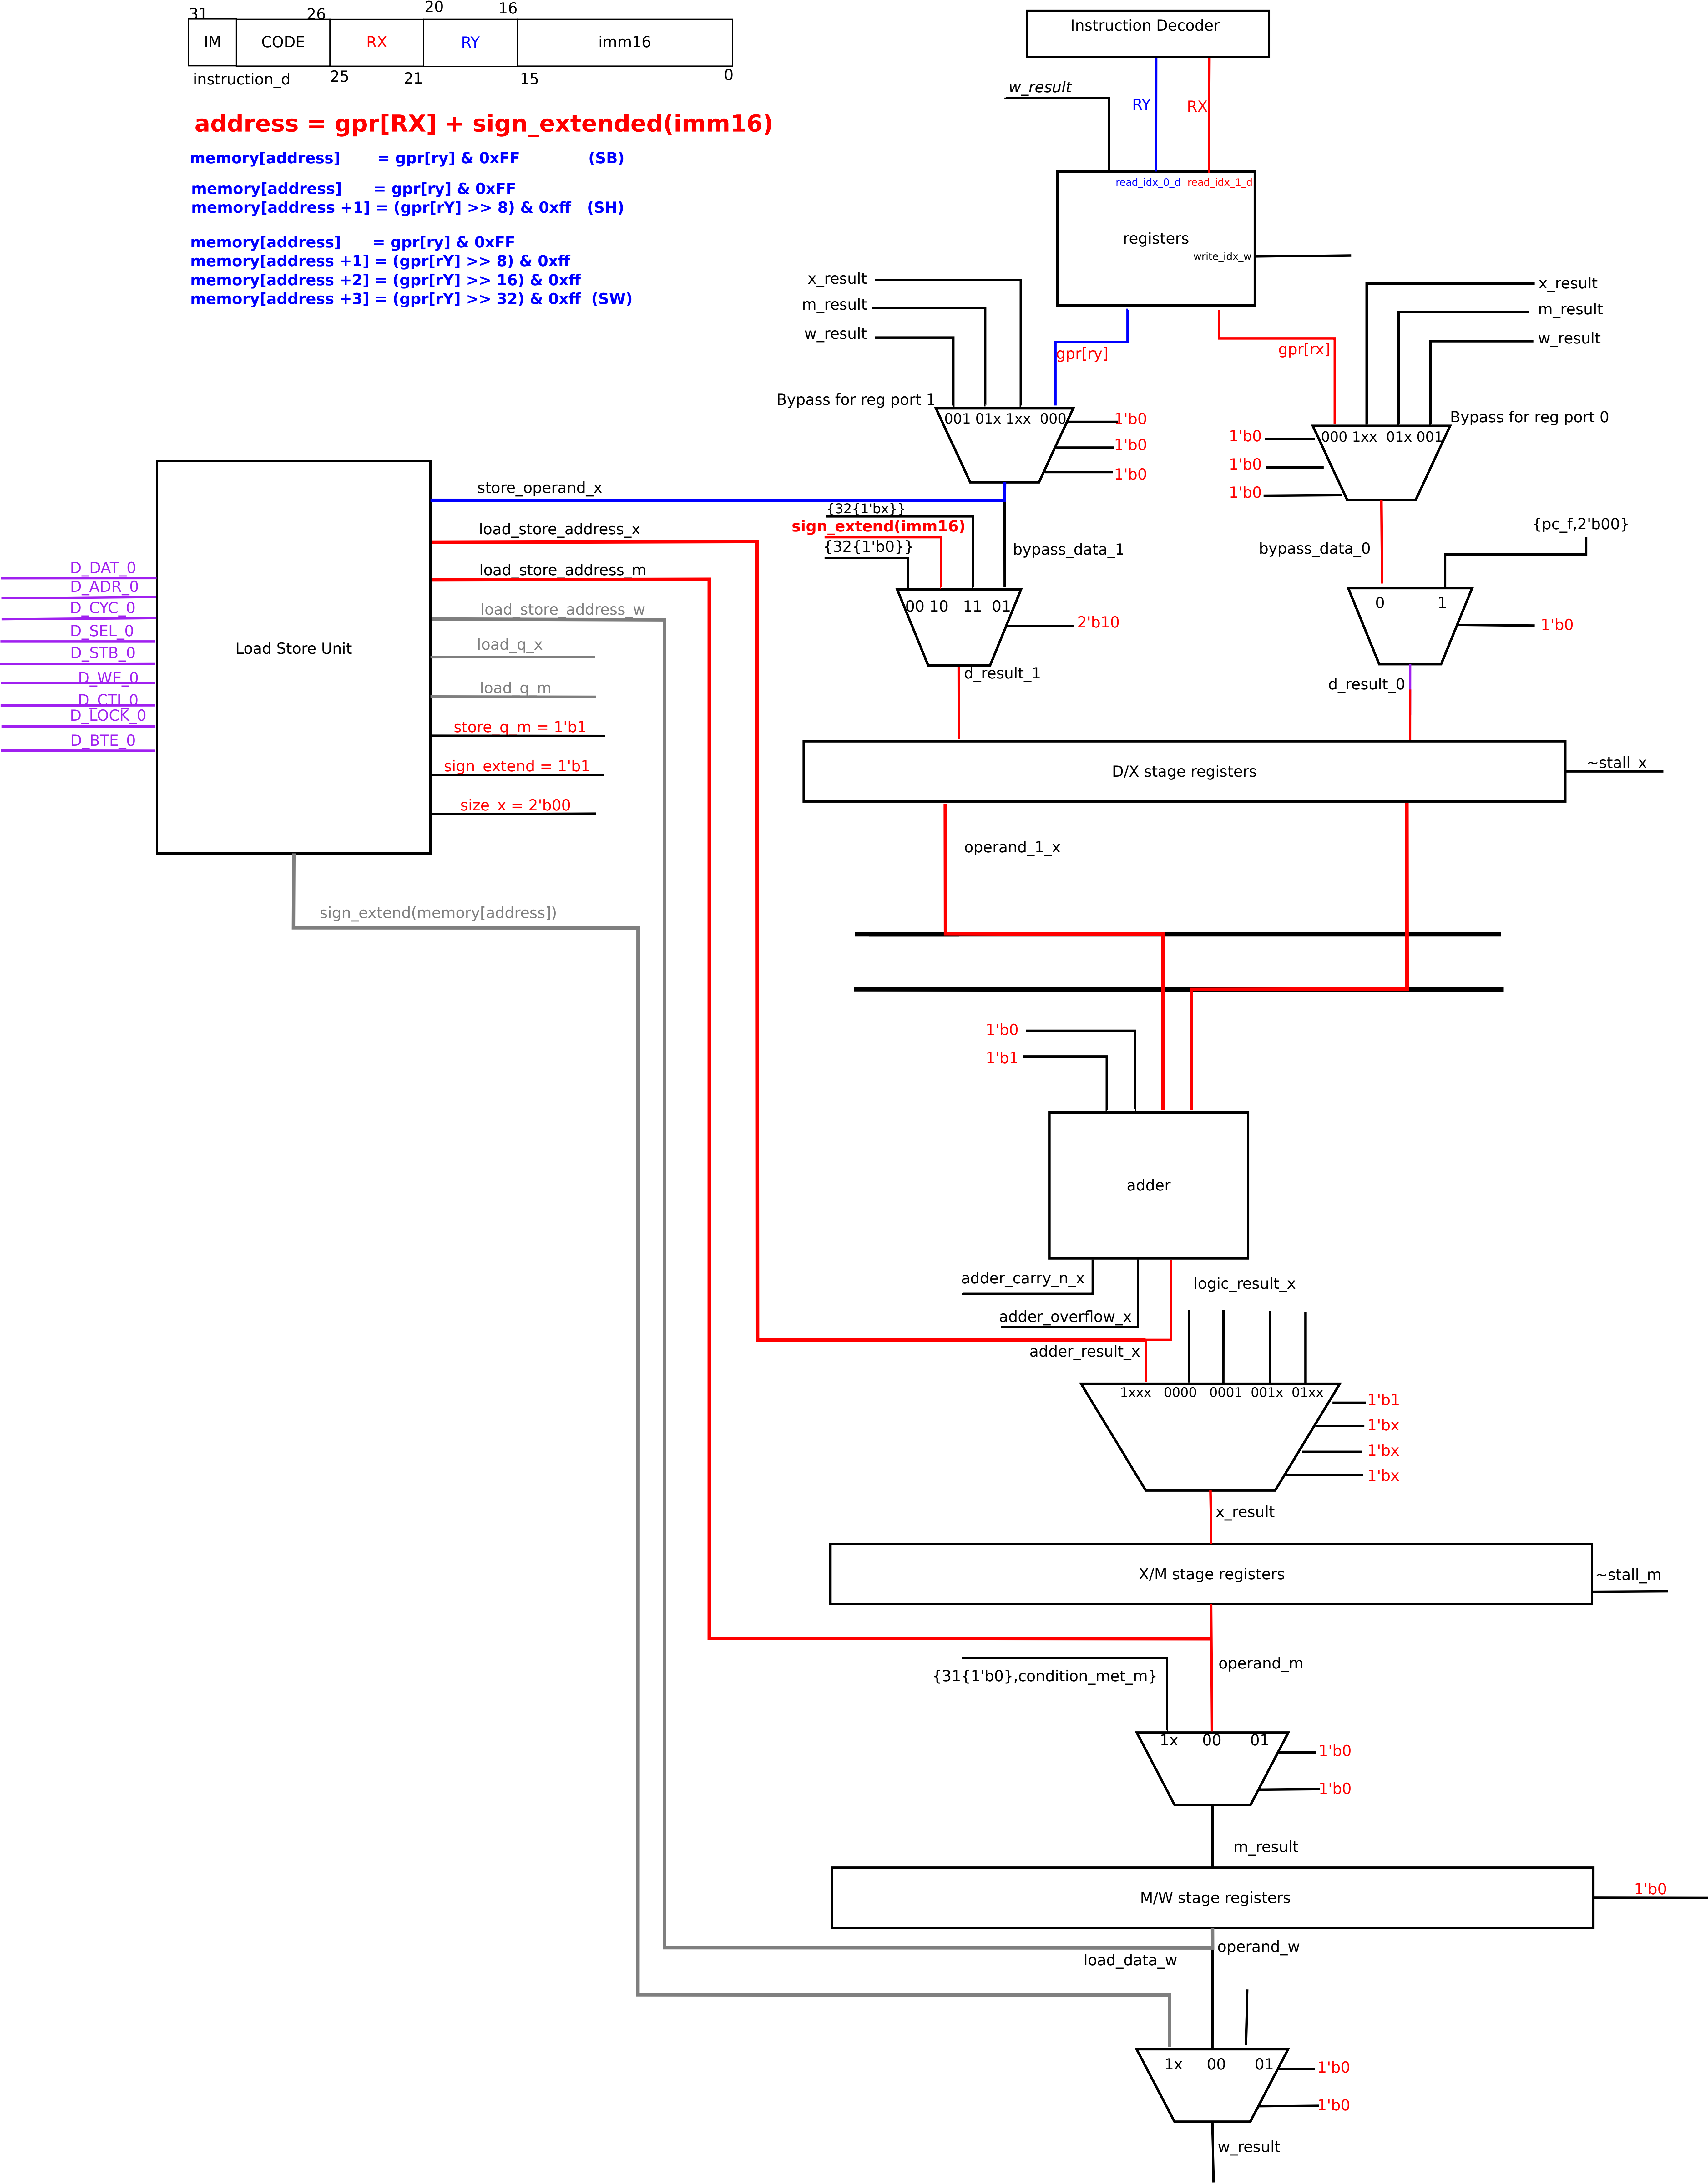 31
26
20
16
IM
CODE
RX
RY
imm16
instruction_d
25
21
15
0
address = gpr[RX] + sign_extended(imm16)
memory[address] = gpr[ry] & 0xFF (SB)
memory[address] = gpr[ry] & 0xFF
memory[address +1] = (gpr[rY] >> 8) & 0xff (SH)
memory[address] = gpr[ry] & 0xFF
memory[address +1] = (gpr[rY] >> 8) & 0xff
memory[address +2] = (gpr[rY] >> 16) & 0xff
memory[address +3] = (gpr[rY] >> 32) & 0xff (SW)
Instruction Decoder
w_result
RY
RX
read_idx_0_d
read_idx_1_d
registers
write_idx_w
x_result
m_result
w_result
x_result
m_result
w_result
gpr[ry]
gpr[rx]
Bypass for reg port 1
001 01x 1xx 000
1'b0
1'b0
1'b0
Bypass for reg port 0
000 1xx 01x 001
1'b0
1'b0
1'b0
{32{1'bx}}
sign_extend(imm16)
{32{1'b0}}
bypass_data_1
bypass_data_0
{pc_f,2'b00}
00 10 11 01
2'b10
0 1
1'b0
d_result_1
d_result_0
Load Store Unit
store_operand_x
load_store_address_x
load_store_address_m
load_store_address_w
load_q_x
load_q_m
store_q_m = 1'b1
sign_extend = 1'b1
size_x = 2'b00
D_DAT_0
D_ADR_0
D_CYC_0
D_SEL_0
D_STB_0
D_WE_0
D_CTI_0
D_LOCK_0
D_BTE_0
sign_extend(memory[address])
D/X stage registers
~stall_x
operand_1_x
1'b0
1'b1
adder
adder_carry_n_x
adder_overflow_x
adder_result_x
logic_result_x
1xxx 0000 0001 001x 01xx
1'b1
1'bx
1'bx
1'bx
x_result
X/M stage registers
~stall_m
operand_m
{31{1'b0},condition_met_m}
1x 00 01
1'b0
1'b0
m_result
M/W stage registers
1'b0
operand_w
load_data_w
1x 00 01
1'b0
1'b0
w_result